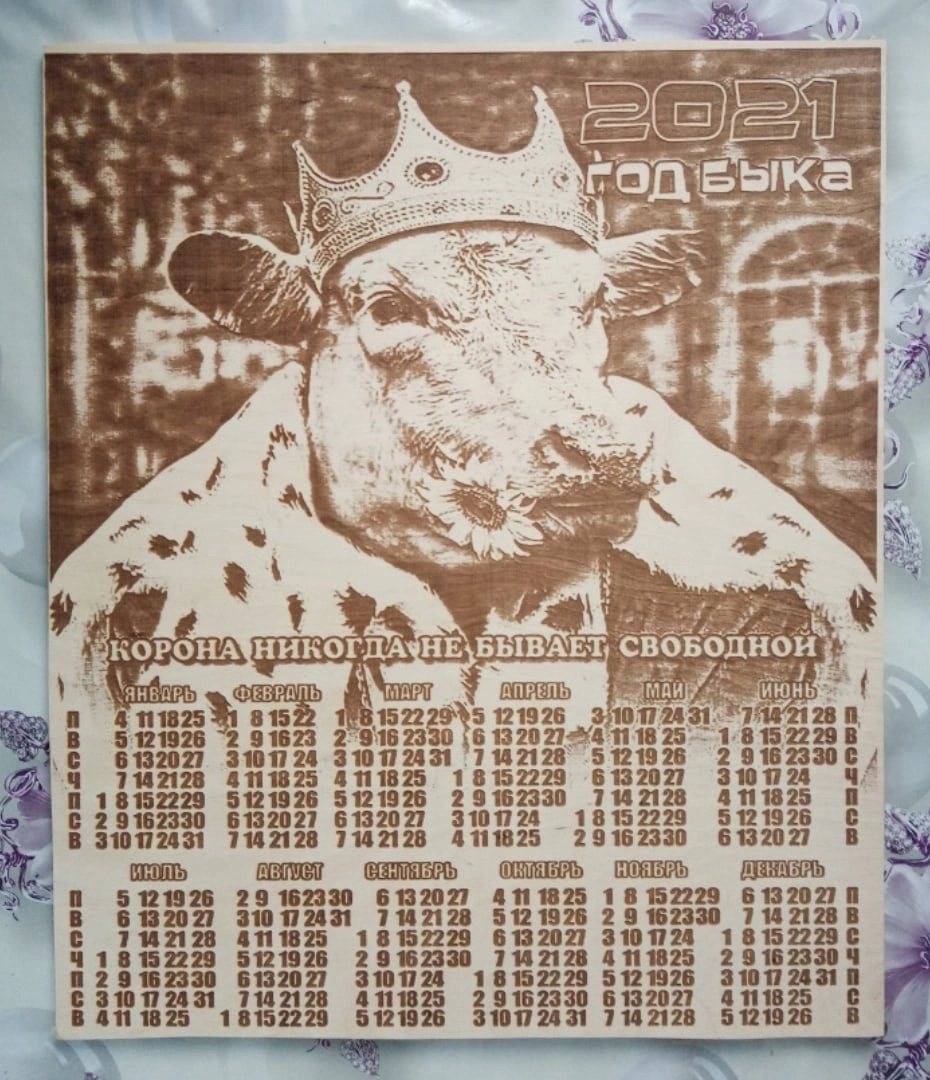 2021
год быка
КОРОНА НИКОГДА НЕ БЫВАЕТ СВОБОДНОЙ
ЯНВАРЬ ФЕВРАЛЬ МАРТ АПРЕЛЬ МАЙ ИЮНЬ
П 4 11 18 25 1 8 15 22 1 8 15 22 29 5 12 19 26 3 10 17 24 31 7 14 21 28 П
В 5 12 19 26 2 9 16 23 2 9 16 23 30 6 13 20 27 4 11 18 25 1 8 15 22 29 В
С 6 13 20 27 3 10 17 24 3 10 17 24 31 7 14 21 28 5 12 19 26 2 9 16 23 30 С
Ч 7 14 21 28 4 11 18 25 4 11 18 25 1 8 15 22 29 6 13 20 27 3 10 17 24 Ч
П 1 8 15 22 29 5 12 19 26 5 12 19 26 2 9 16 23 30 7 14 21 28 4 11 18 25 П
С 2 9 16 23 30 6 13 20 27 6 13 20 27 3 10 17 24 1 8 15 22 29 5 12 19 26 С
В 3 10 17 24 31 7 14 21 28 7 14 21 28 4 11 18 25 2 9 16 23 30 6 13 20 27 В
ИЮЛЬ АВГУСТ СЕНТЯБРЬ ОКТЯБРЬ НОЯБРЬ ДЕКАБРЬ
П 5 12 19 26 2 9 16 23 30 6 13 20 27 4 11 18 25 1 8 15 22 29 6 13 20 27 П
В 6 13 20 27 3 10 17 24 31 7 14 21 28 5 12 19 26 2 9 16 23 30 7 14 21 28 В
С 7 14 21 28 4 11 18 25 1 8 15 22 29 6 13 20 27 3 10 17 24 1 8 15 22 29 С
Ч 1 8 15 22 29 5 12 19 26 2 9 16 23 30 7 14 21 28 4 11 18 25 2 9 16 23 30 Ч
П 2 9 16 23 30 6 13 20 27 3 10 17 24 1 8 15 22 29 5 12 19 26 3 10 17 24 31 П
С 3 10 17 24 31 7 14 21 28 4 11 18 25 2 9 16 23 30 6 13 20 27 4 11 18 25 С
В 4 11 18 25 1 8 15 22 29 5 12 19 26 3 10 17 24 31 7 14 21 28 5 12 19 26 В